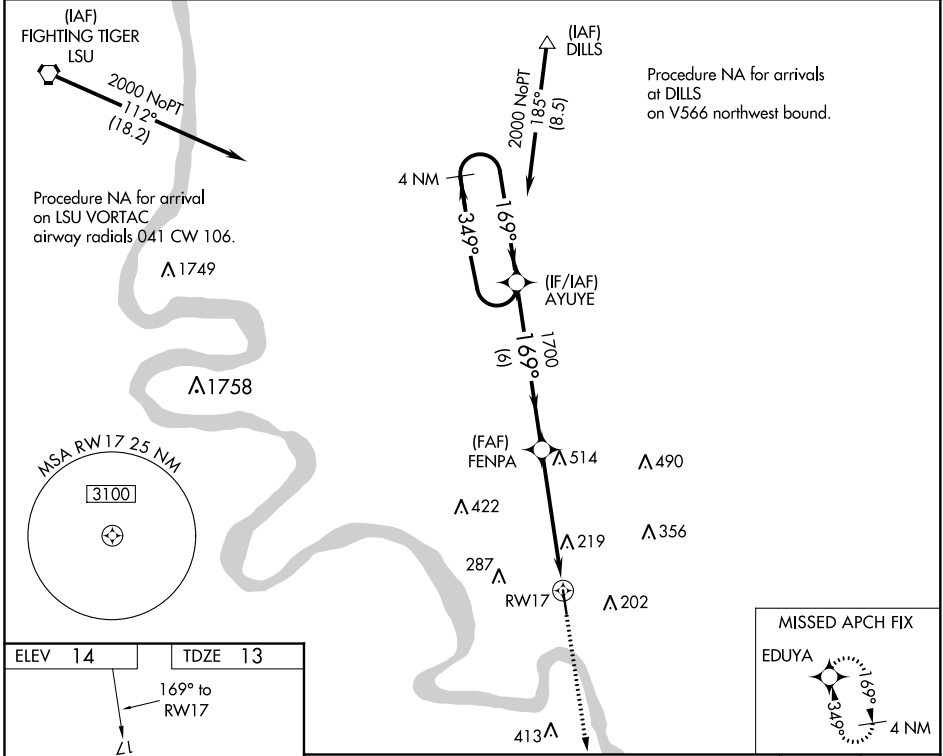 (IAF)
FIGHTING TIGER
LSU
2000 NoPT
112°
(18.2)
(IAF)
DILLS
2000 NoPT
185°
(8.5)
Procedure NA for arrivals
at DILLS
on V566 northwest bound.
4 NM
349°
169°
Procedure NA for arrival
on LSU VORTAC
airway radials 041 CW 106.
1749
(IF/IAF)
AYUYE
1700
169°
(6)
1758
(FAF)
FENPA
514
490
MSA RW17 25 NM
3100
422
356
219
287
RW17
202
MISSED APCH FIX
EDUYA
169°
349°
4 NM
ELEV 14
TDZE 13
169° to
RW17
17
413